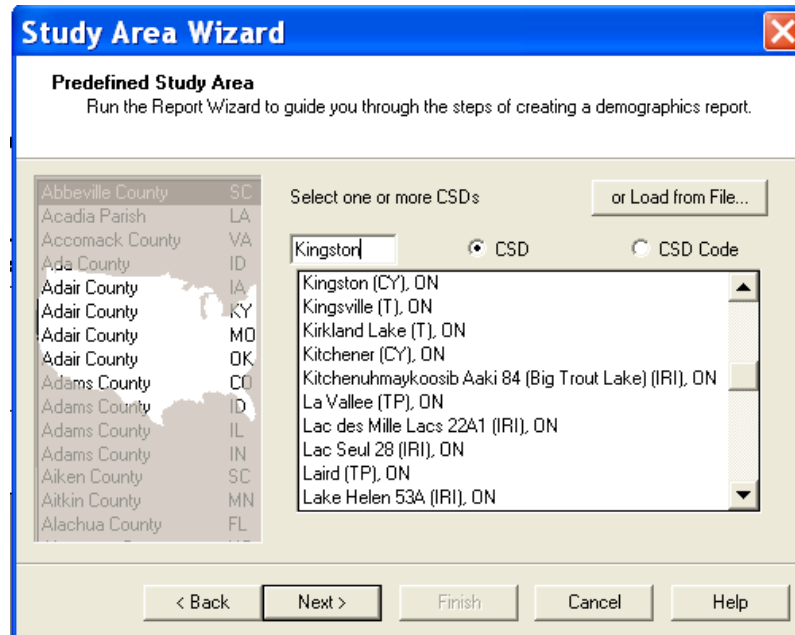 Study Area Wizard
Predefined Study Area
Run the Report Wizard to guide you through the steps of creating a demographics report.
Abbeville County SC
Acadia Parish LA
Accomack County VA
Ada County ID
Adair County IA
Adair County KY
Adair County MO
Adair County OK
Adams County CO
Adams County ID
Adams County IL
Adams County IN
Aiken County SC
Aitkin County MN
Alachua County FL
Select one or more CSDs
or Load from File...
Kingston
CSD
CSD Code
Kingston (CY), ON
Kingsville (T), ON
Kirkland Lake (T), ON
Kitchener (CY), ON
Kitchenuhmaykoosib Aaki 84 (Big Trout Lake) (IRI), ON
La Vallee (TP), ON
Lac des Mille Lacs 22A1 (IRI), ON
Lac Seul 28 (IRI), ON
Laird (TP), ON
Lake Helen 53A (IRI), ON
< Back Next > Finish Cancel Help